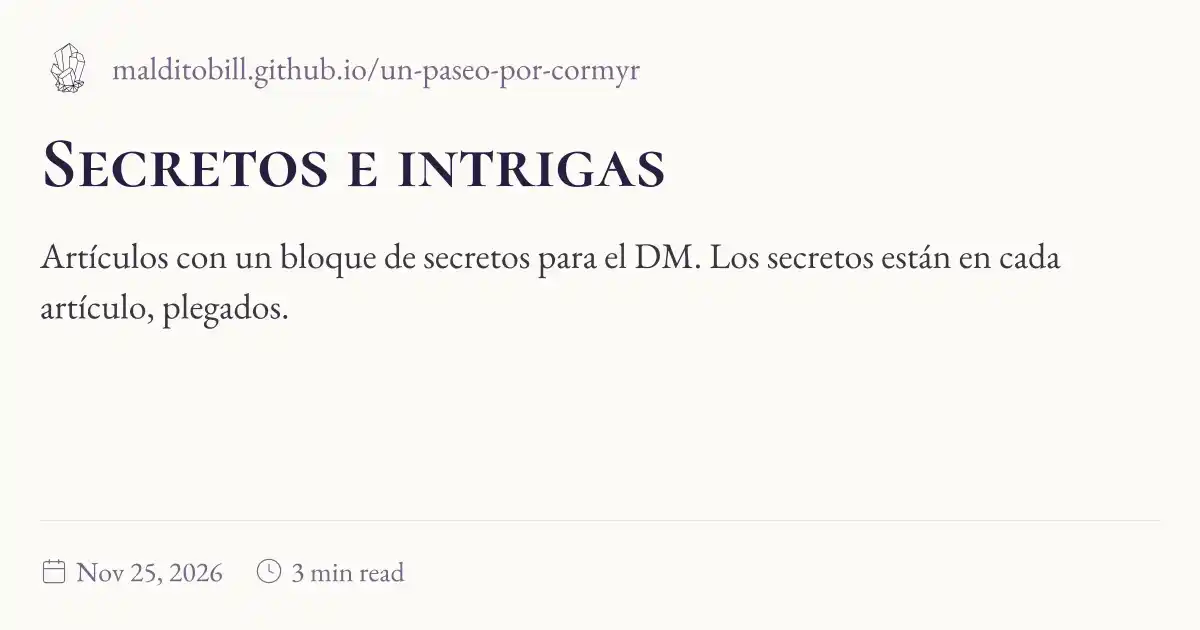 malditobill.github.io/un-paseo-por-cormyr
Secretos e intrigas
Artículos con un bloque de secretos para el DM. Los secretos están en cada
artículo, plegados.
Nov 25, 2026 3 min read